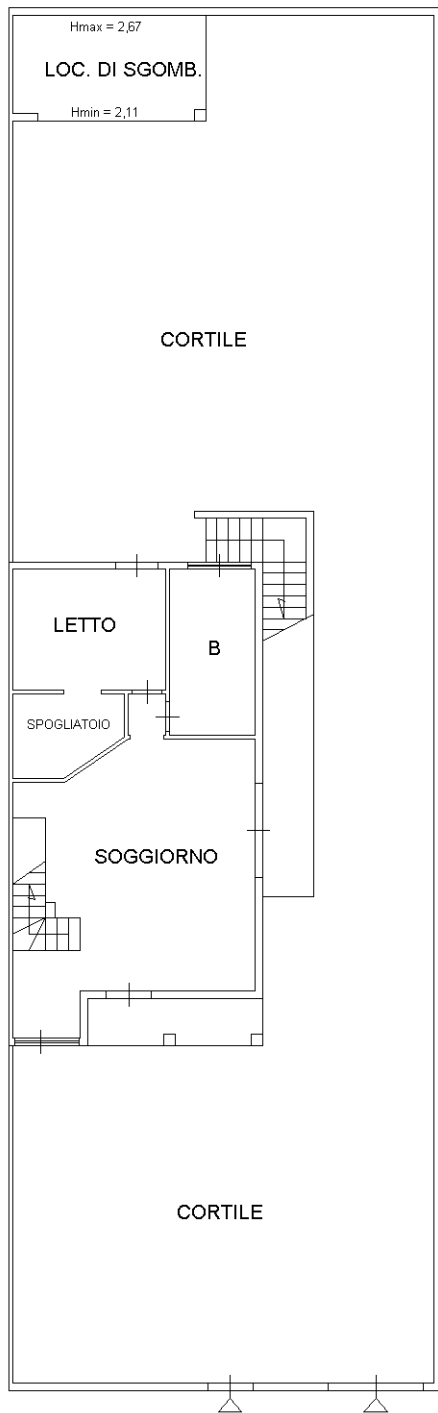 Hmax = 2,67
LOC. DI SGOMB.
Hmin = 2,11
CORTILE
LETTO
B
SPOGLIATOIO
SOGGIORNO
CORTILE